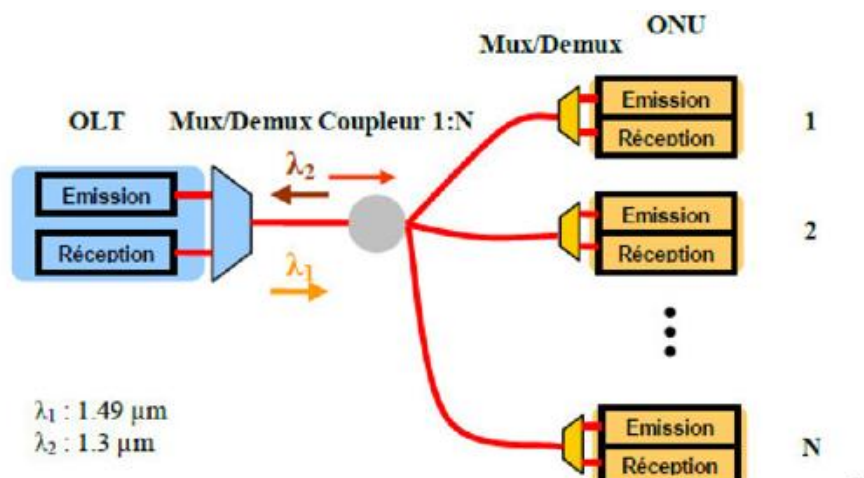 ONU
Mux/Demux
OLT
Mux/Demux Coupleur 1:N
Emission
Réception
λ₂
λ₁
Emission
Réception
1
Emission
Réception
2
Emission
Réception
N
λ₁ : 1.49 µm
λ₂ : 1.3 µm